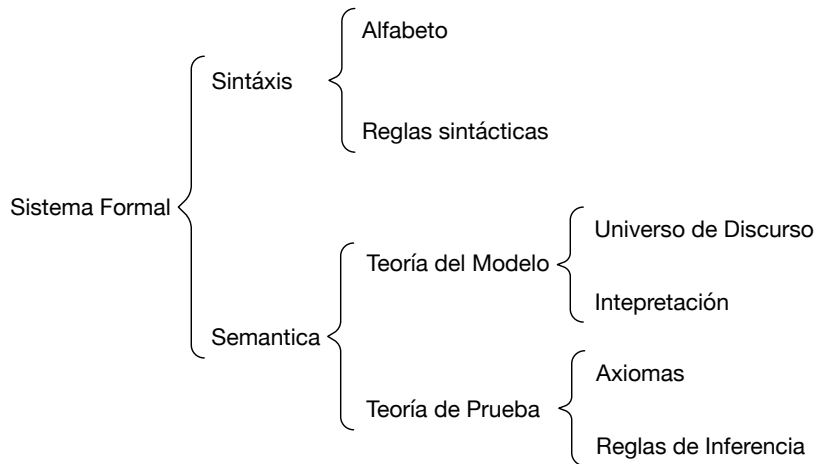 Alfabeto
Sintáxis
Reglas sintácticas
Sistema Formal
Universo de Discurso
Teoría del Modelo
Intepretación
Semantica
Axiomas
Teoría de Prueba
Reglas de Inferencia